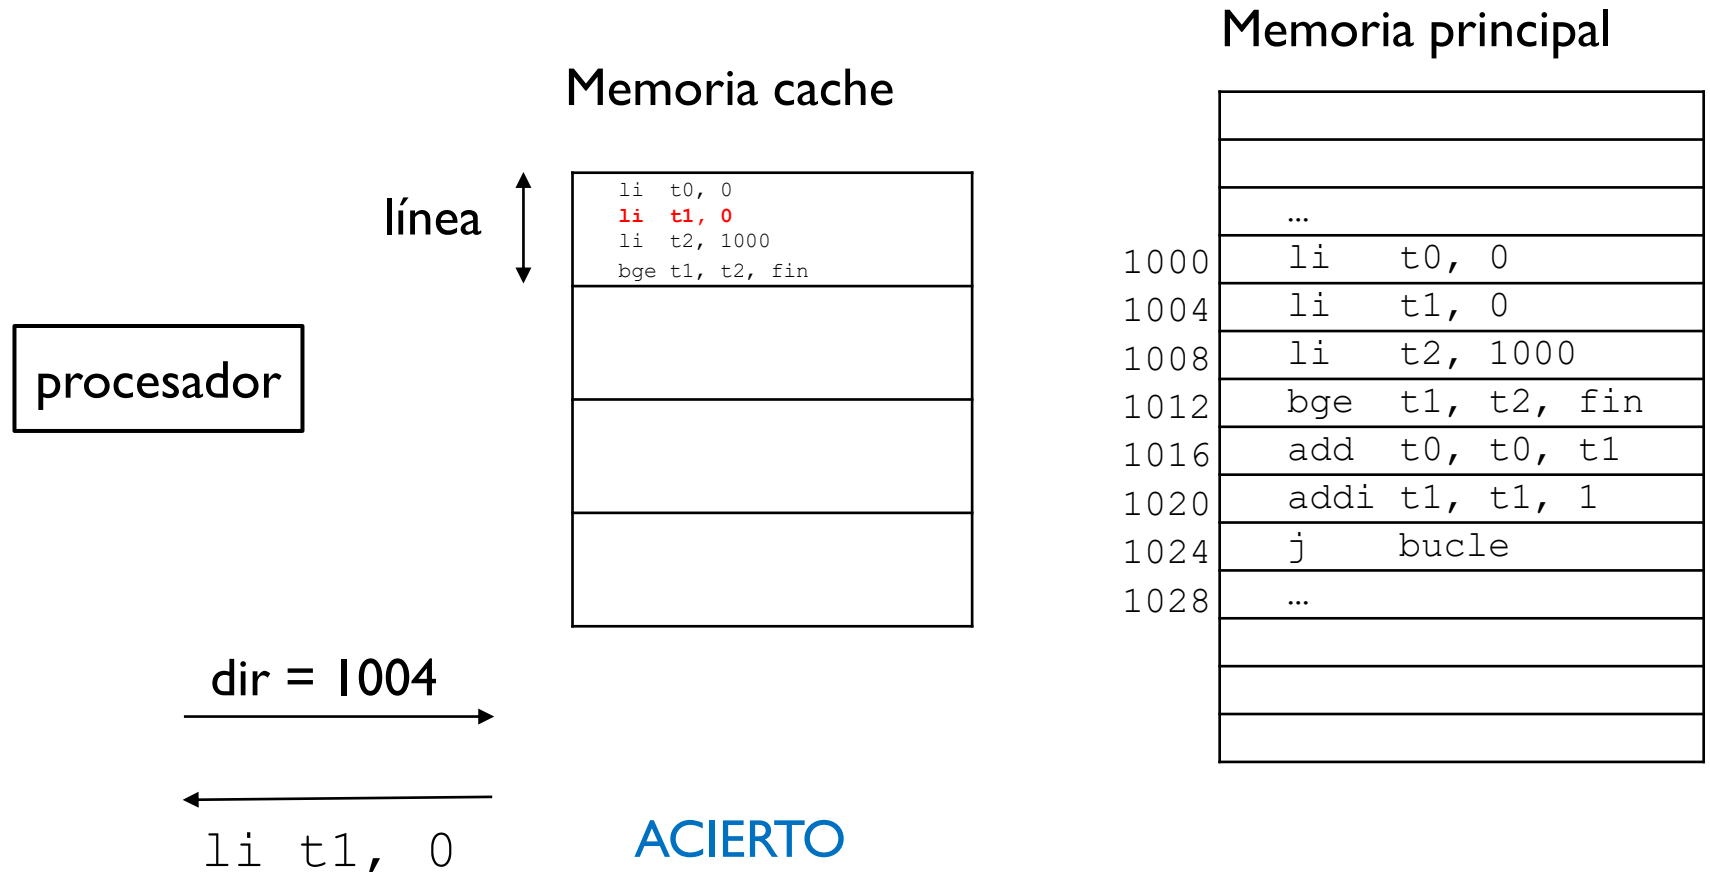 Memoria principal
Memoria cache
línea
li t0, 0
li t1, 0
li t2, 1000
bge t1, t2, fin
procesador
…
1000 li t0, 0
1004 li t1, 0
1008 li t2, 1000
1012 bge t1, t2, fin
1016 add t0, t0, t1
1020 addi t1, t1, 1
1024 j bucle
1028 …
dir = 1004
li t1, 0
ACIERTO